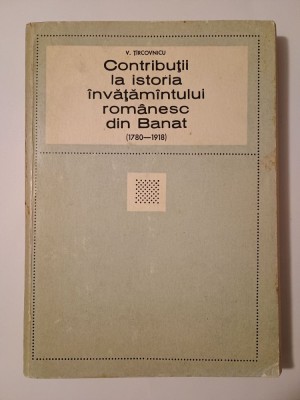 V. ȚÎRCOVNICU
Contribuții
la istoria
învățămîntului
românesc
din Banat
(1780—1918)